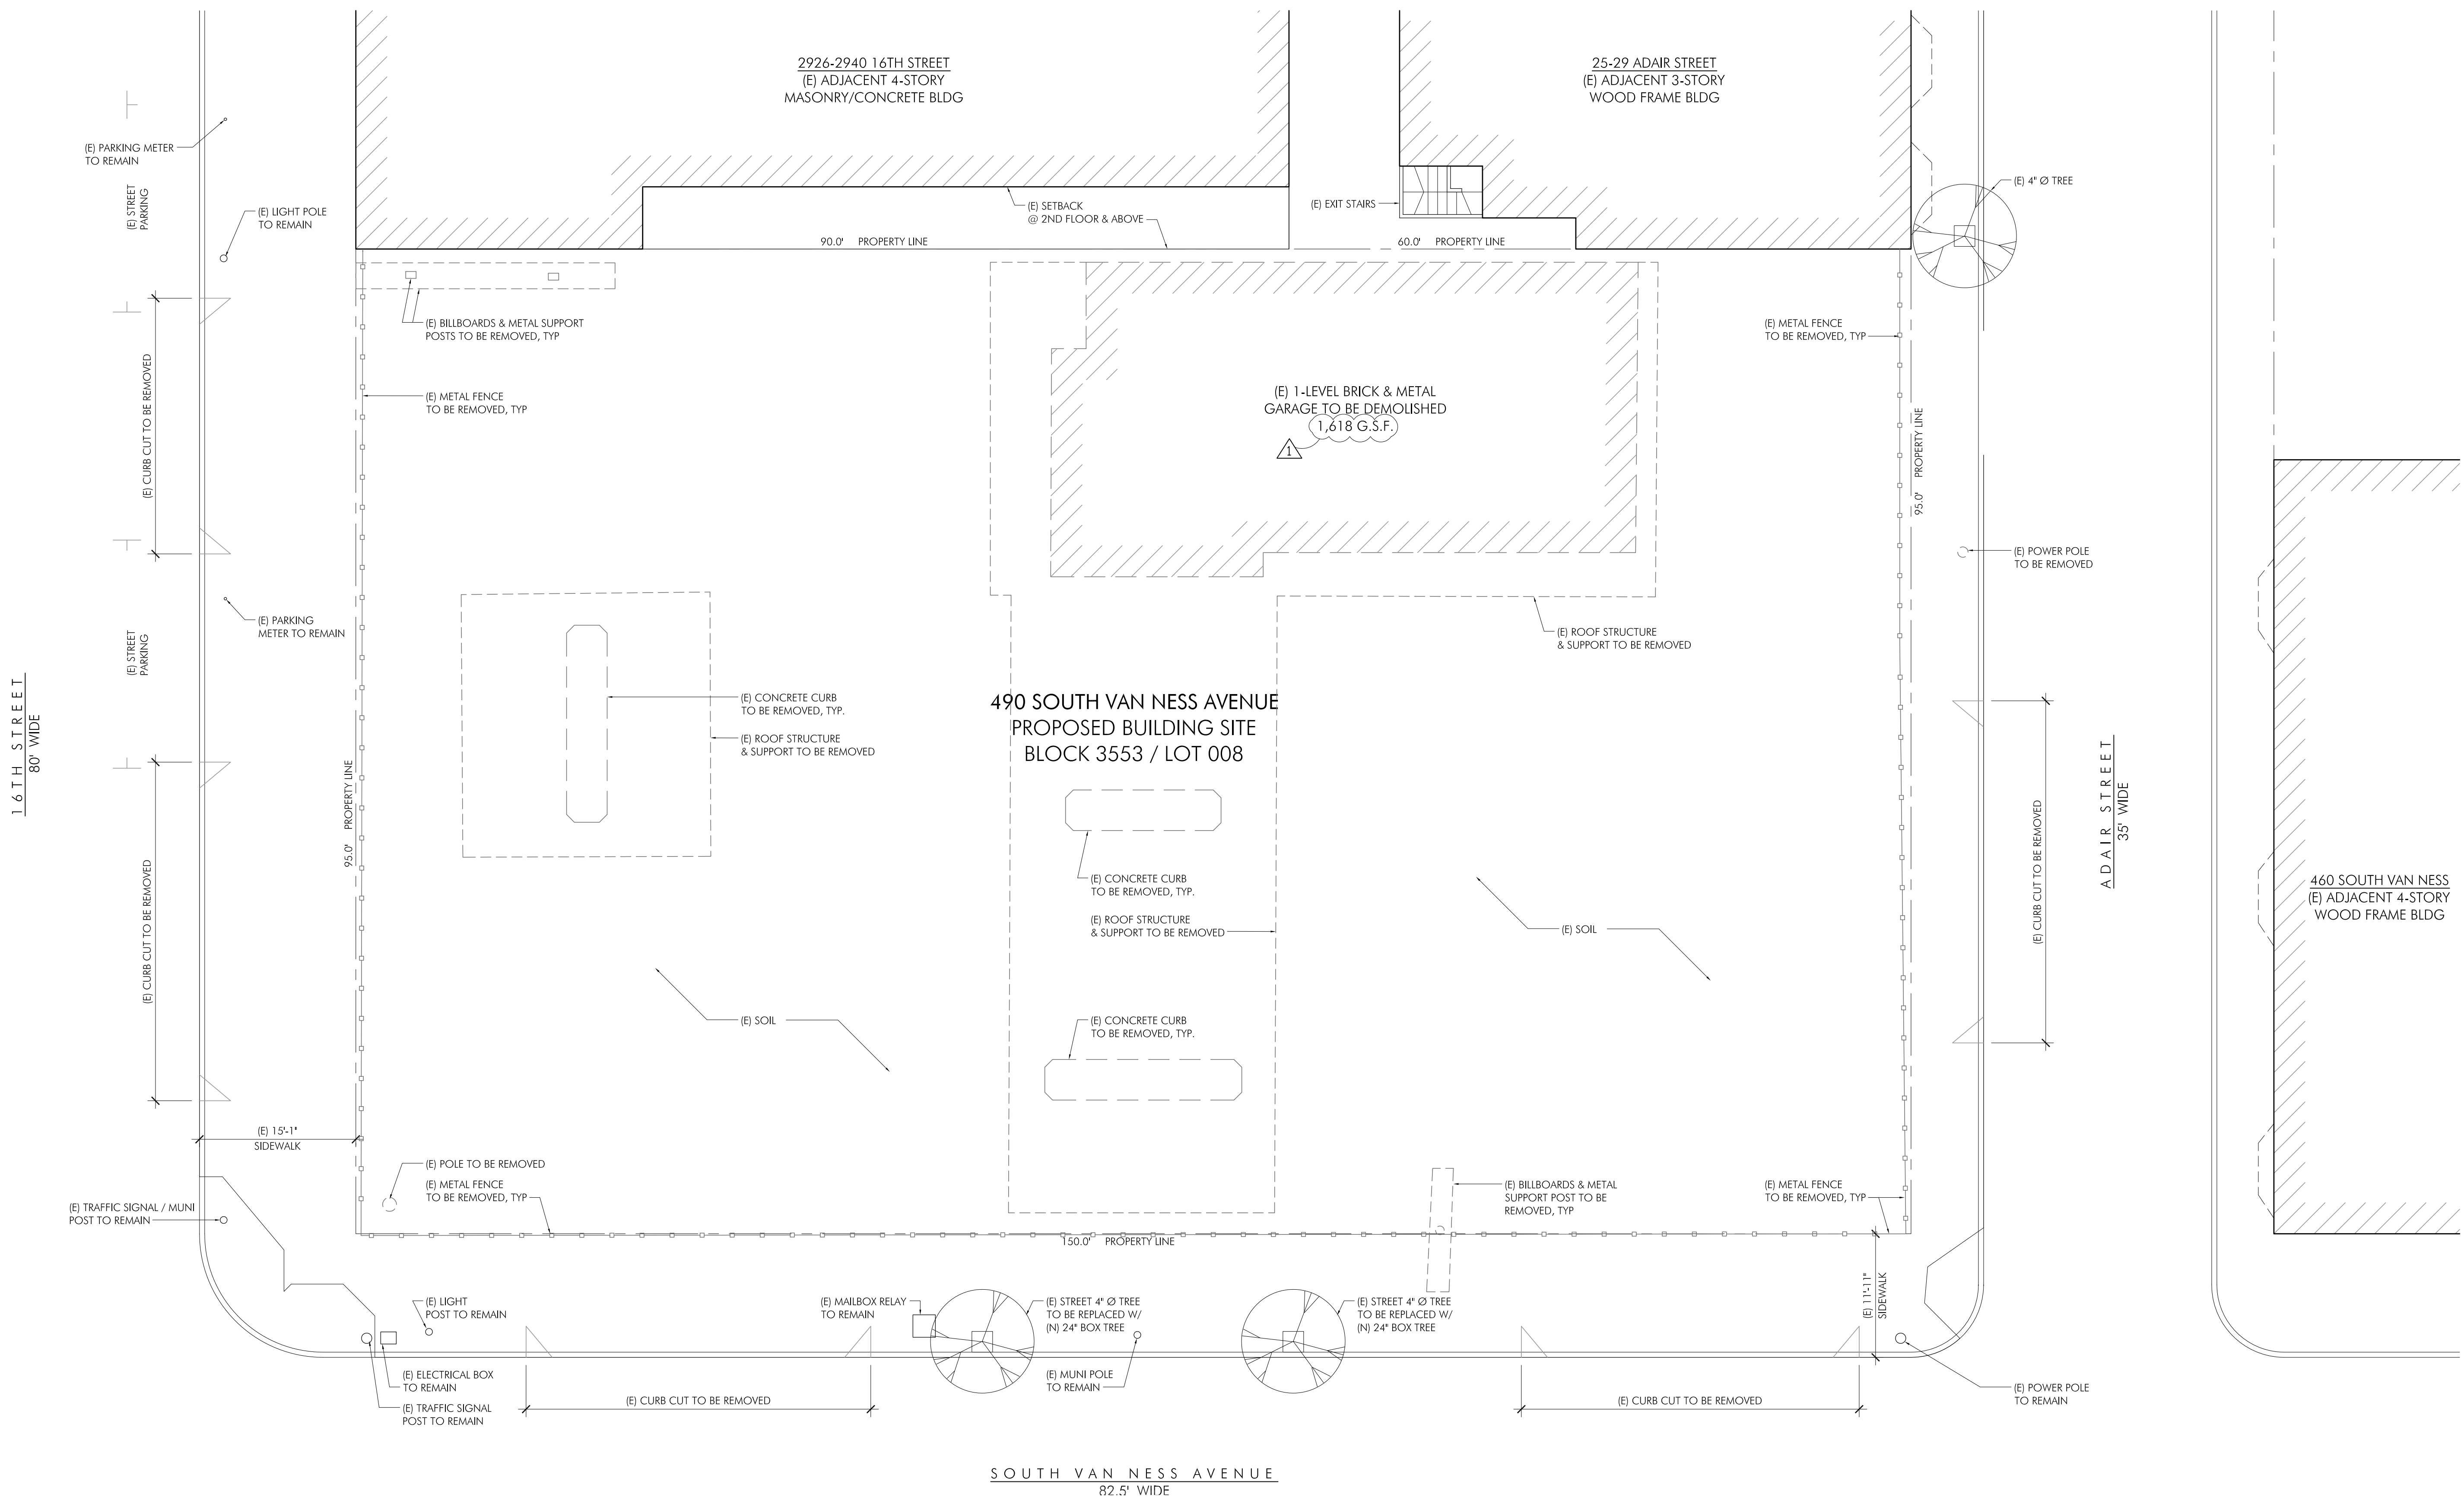 2926-2940 16TH STREET
(E) ADJACENT 4-STORY
MASONRY/CONCRETE BLDG
25-29 ADAIR STREET
(E) ADJACENT 3-STORY
WOOD FRAME BLDG
(E) PARKING METER
TO REMAIN
(E) STREET
PARKING
(E) LIGHT POLE
TO REMAIN
(E) SETBACK
@ 2ND FLOOR & ABOVE
(E) EXIT STAIRS
(E) 4" Ø TREE
90.0' PROPERTY LINE
60.0' PROPERTY LINE
(E) BILLBOARDS & METAL SUPPORT
POSTS TO BE REMOVED, TYP
(E) METAL FENCE
TO BE REMOVED, TYP
(E) CURB CUT TO BE REMOVED
(E) METAL FENCE
TO BE REMOVED, TYP
(E) 1-LEVEL BRICK & METAL
GARAGE TO BE DEMOLISHED
1,618 G.S.F.
1
95.0' PROPERTY LINE
(E) POWER POLE
TO BE REMOVED
(E) PARKING
METER TO REMAIN
(E) STREET
PARKING
(E) ROOF STRUCTURE
& SUPPORT TO BE REMOVED
16TH STREET
80' WIDE
(E) CONCRETE CURB
TO BE REMOVED, TYP.
(E) ROOF STRUCTURE
& SUPPORT TO BE REMOVED
490 SOUTH VAN NESS AVENUE
PROPOSED BUILDING SITE
BLOCK 3553 / LOT 008
95.0' PROPERTY LINE
(E) CURB CUT TO BE REMOVED
(E) CONCRETE CURB
TO BE REMOVED, TYP.
(E) ROOF STRUCTURE
& SUPPORT TO BE REMOVED
(E) SOIL
(E) CURB CUT TO BE REMOVED
ADAIR STREET
35' WIDE
460 SOUTH VAN NESS
(E) ADJACENT 4-STORY
WOOD FRAME BLDG
(E) SOIL
(E) CONCRETE CURB
TO BE REMOVED, TYP.
(E) 15'-1"
SIDEWALK
(E) POLE TO BE REMOVED
(E) METAL FENCE
TO BE REMOVED, TYP
(E) TRAFFIC SIGNAL / MUNI
POST TO REMAIN
(E) BILLBOARDS & METAL
SUPPORT POST TO BE
REMOVED, TYP
(E) METAL FENCE
TO BE REMOVED, TYP
150.0' PROPERTY LINE
(E) LIGHT
POST TO REMAIN
(E) MAILBOX RELAY
TO REMAIN
(E) STREET 4" Ø TREE
TO BE REPLACED W/
(N) 24" BOX TREE
(E) STREET 4" Ø TREE
TO BE REPLACED W/
(N) 24" BOX TREE
(E) 11'-11"
SIDEWALK
(E) ELECTRICAL BOX
TO REMAIN
(E) TRAFFIC SIGNAL
POST TO REMAIN
(E) CURB CUT TO BE REMOVED
(E) MUNI POLE
TO REMAIN
(E) CURB CUT TO BE REMOVED
(E) POWER POLE
TO REMAIN
SOUTH VAN NESS AVENUE
82.5' WIDE